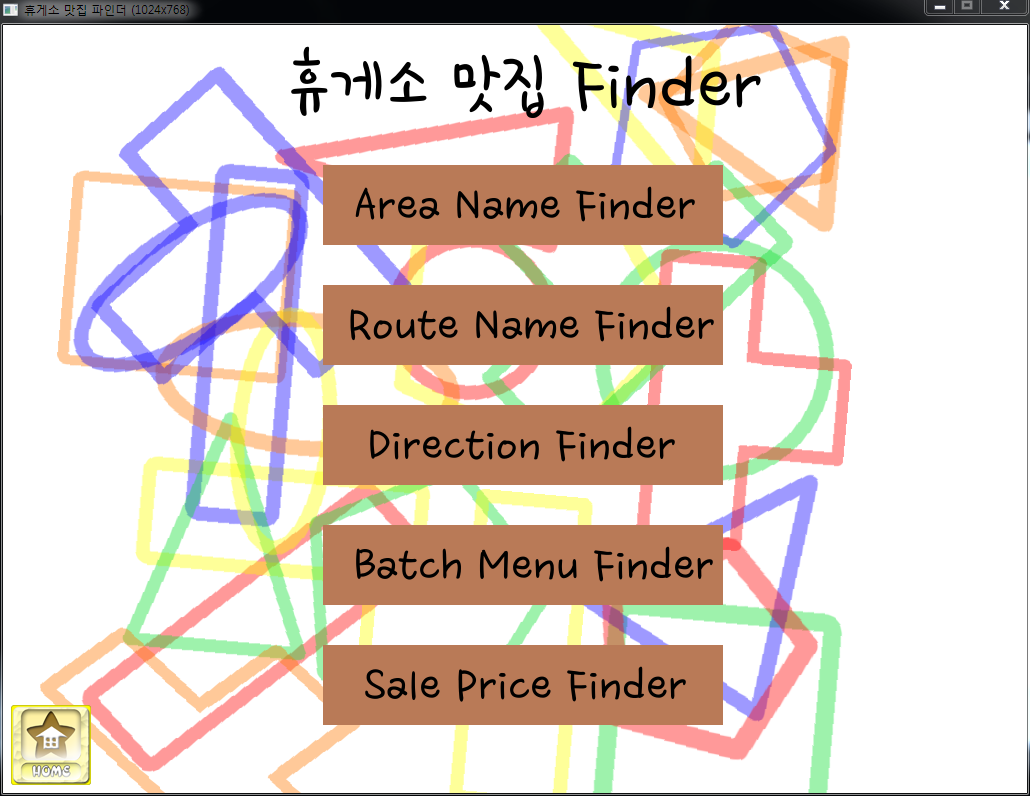 휴게소 맛집 파인더 (1024x768)
휴게소 맛집 Finder
Area Name Finder
Route Name Finder
Direction Finder
Batch Menu Finder
Sale Price Finder
HOME